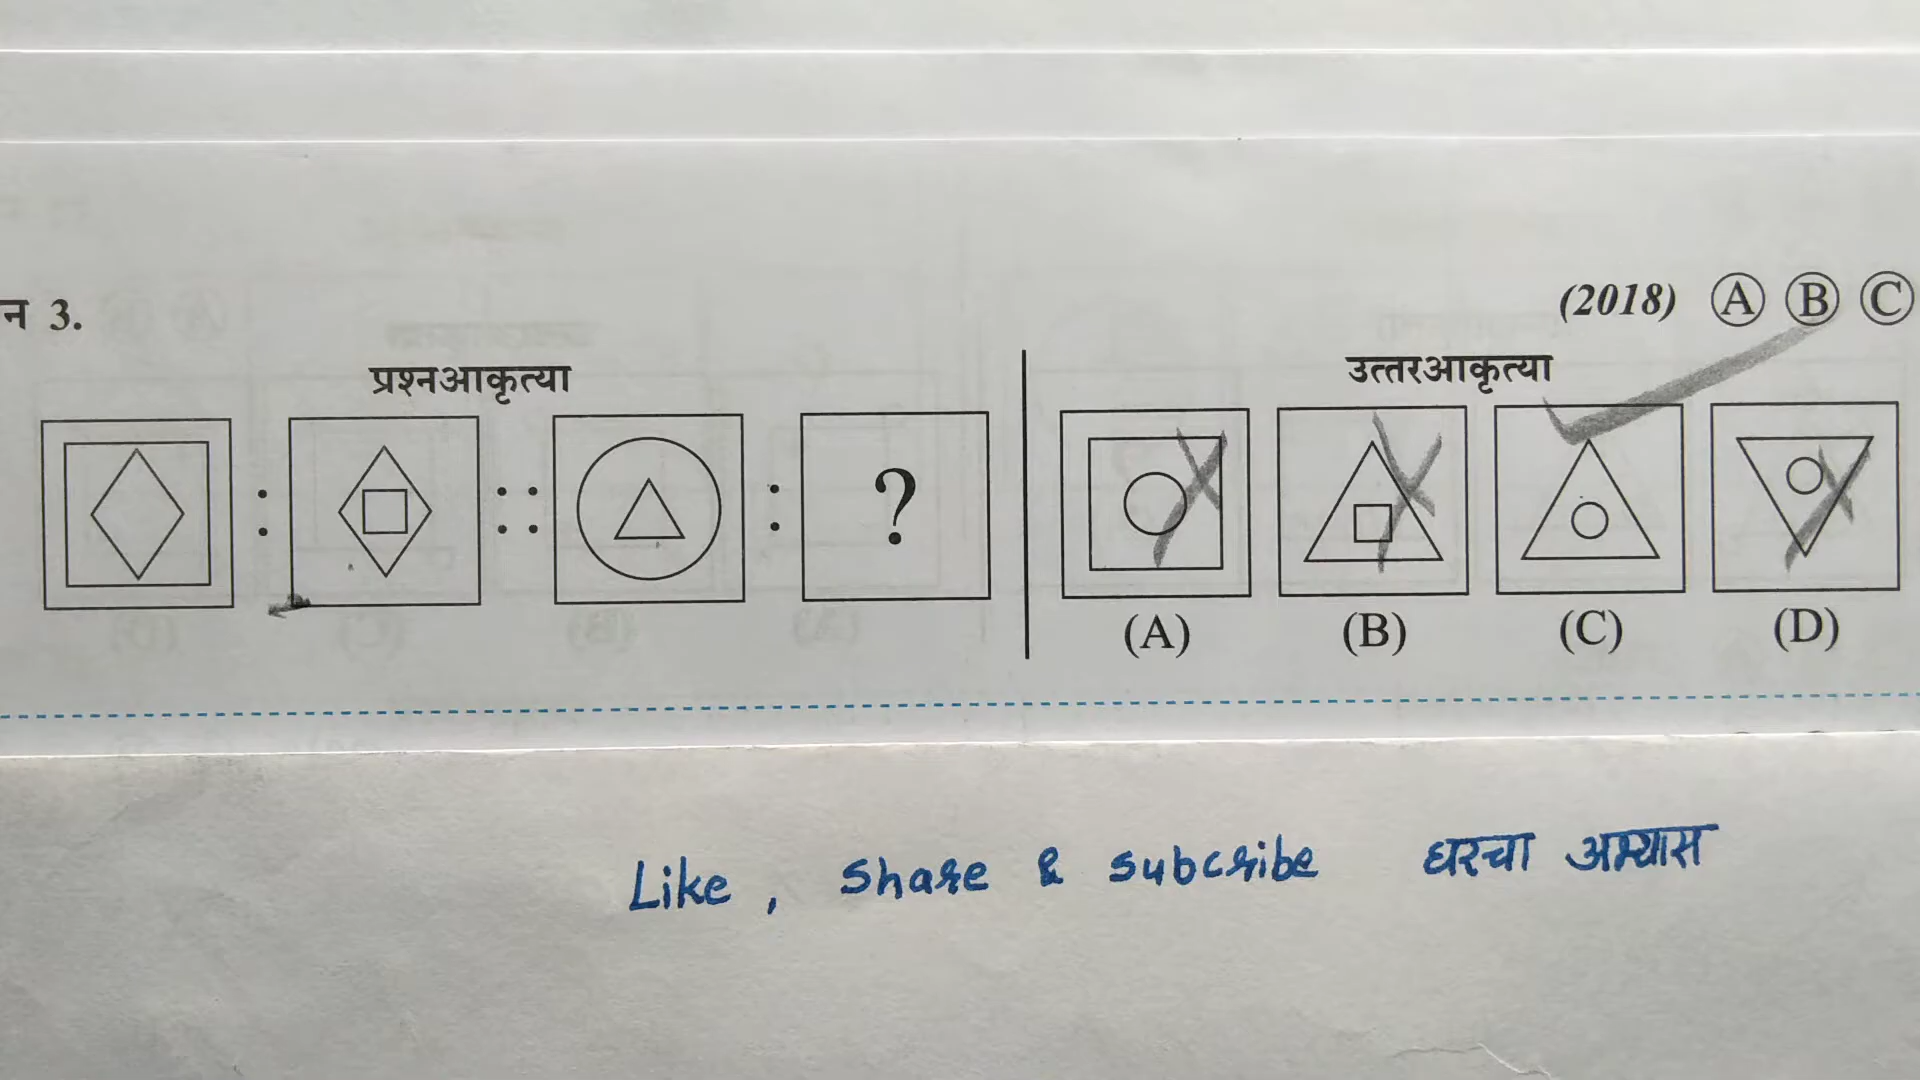 न 3.
(2018) Ⓐ Ⓑ Ⓒ
प्रश्नआकृत्या
उत्तरआकृत्या
: :: : ?
(A) (B) (C) (D)
Like, Share & subcribe घरचा अभ्यास